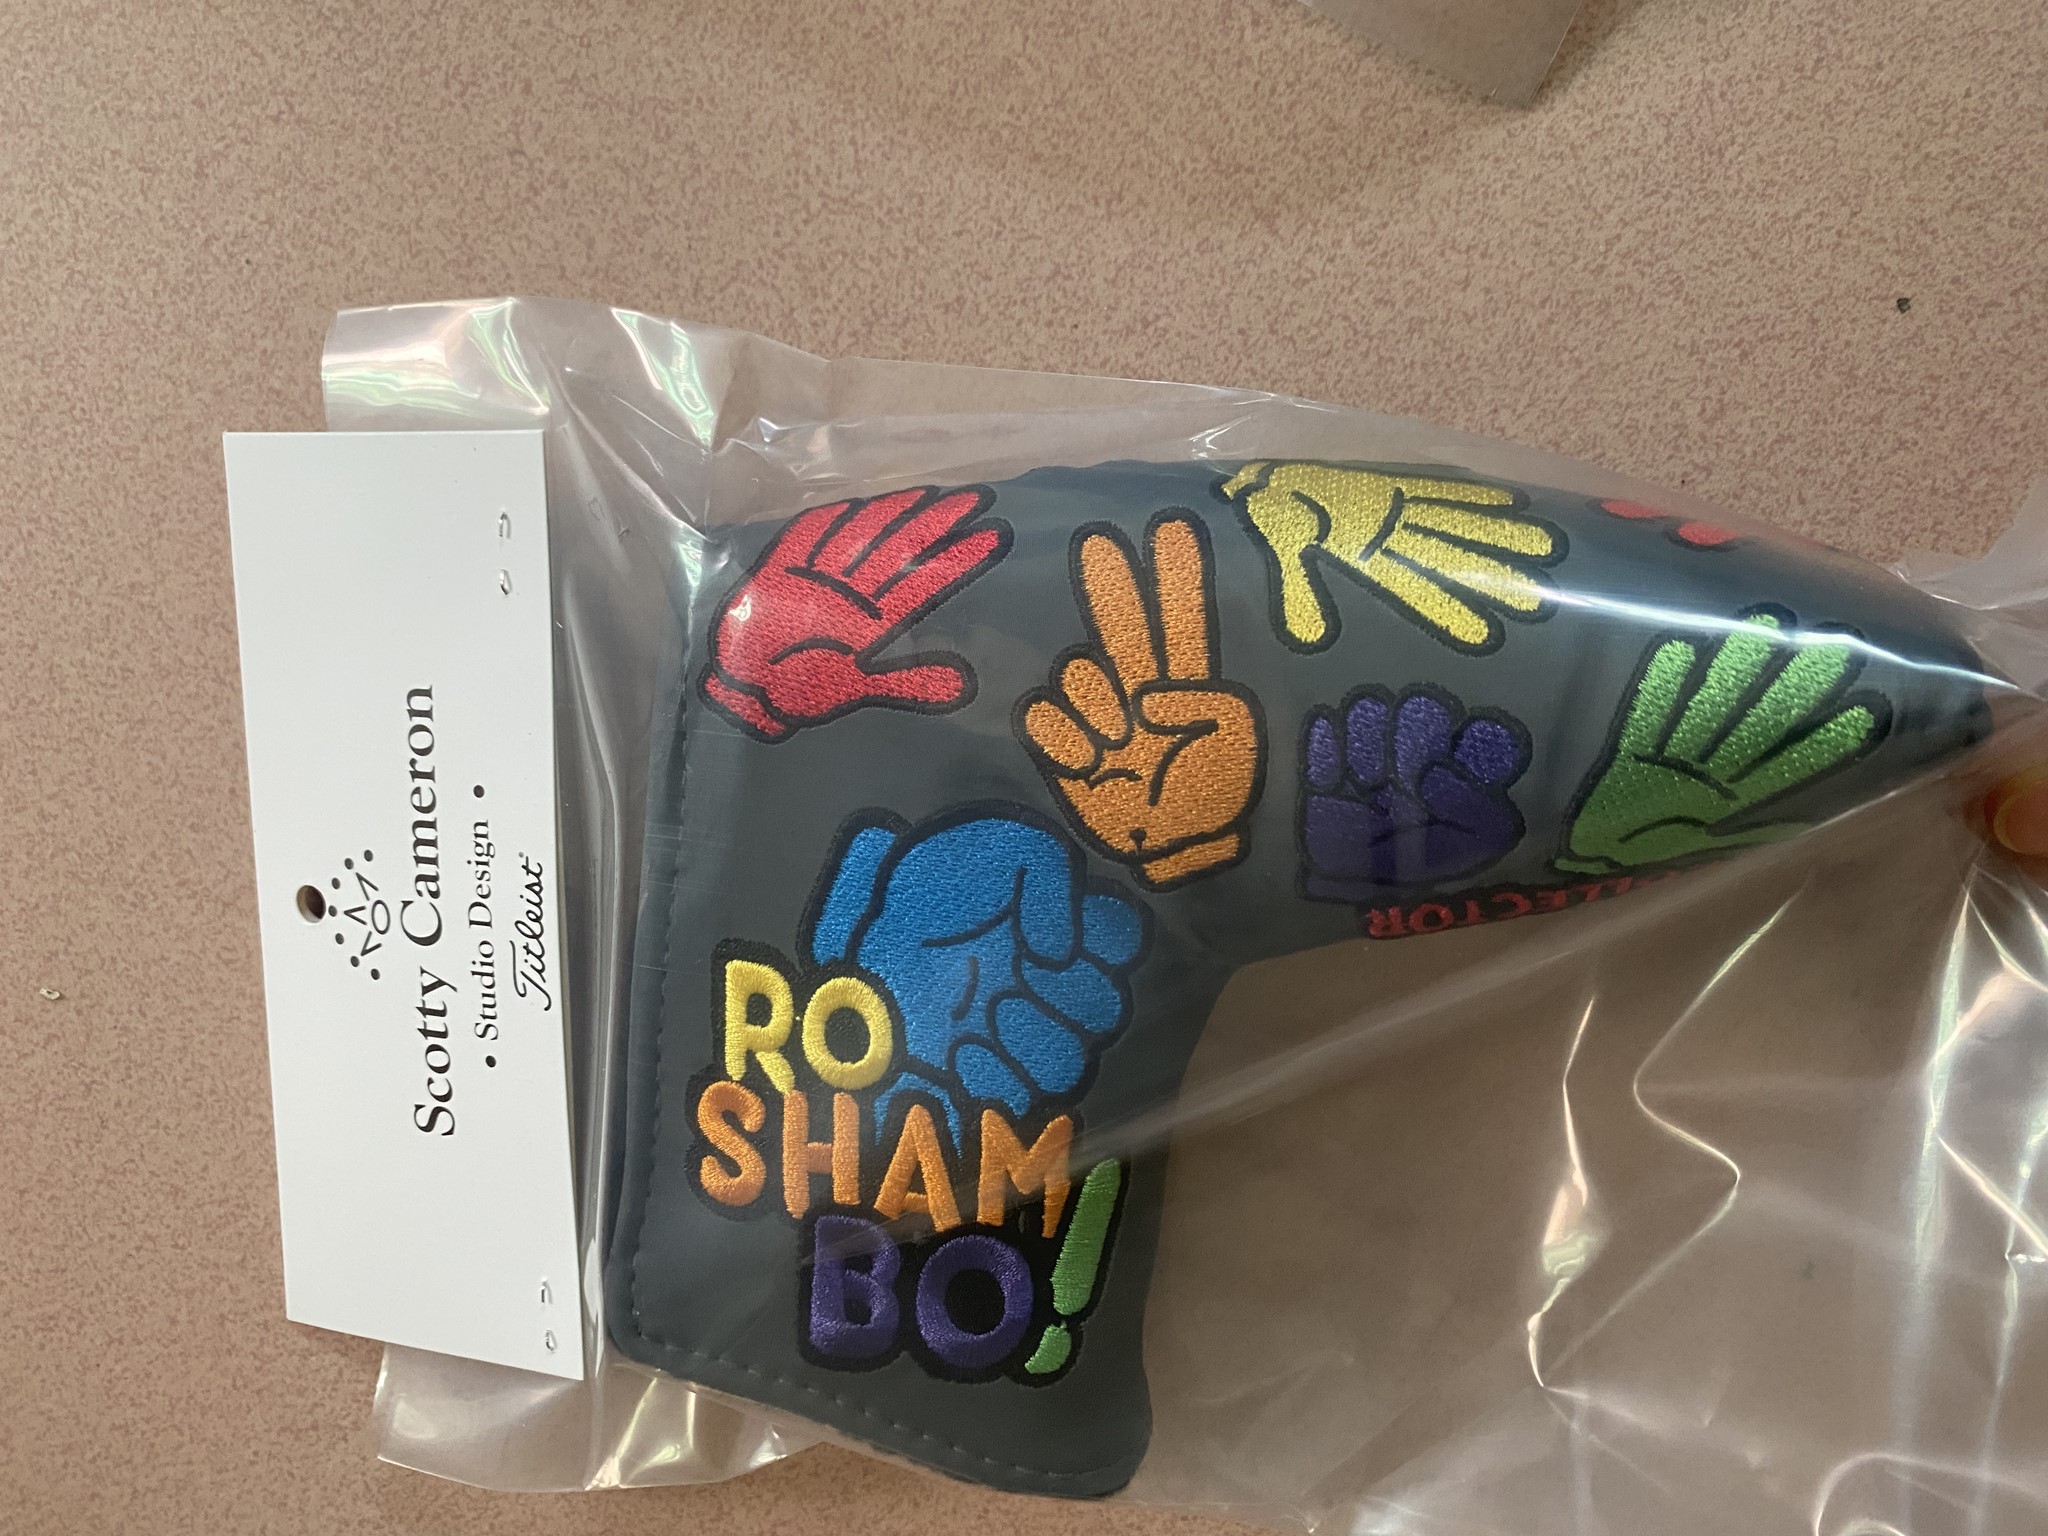 Scotty Cameron
• Studio Design •
Titleist®
RO
SHAM
BO!